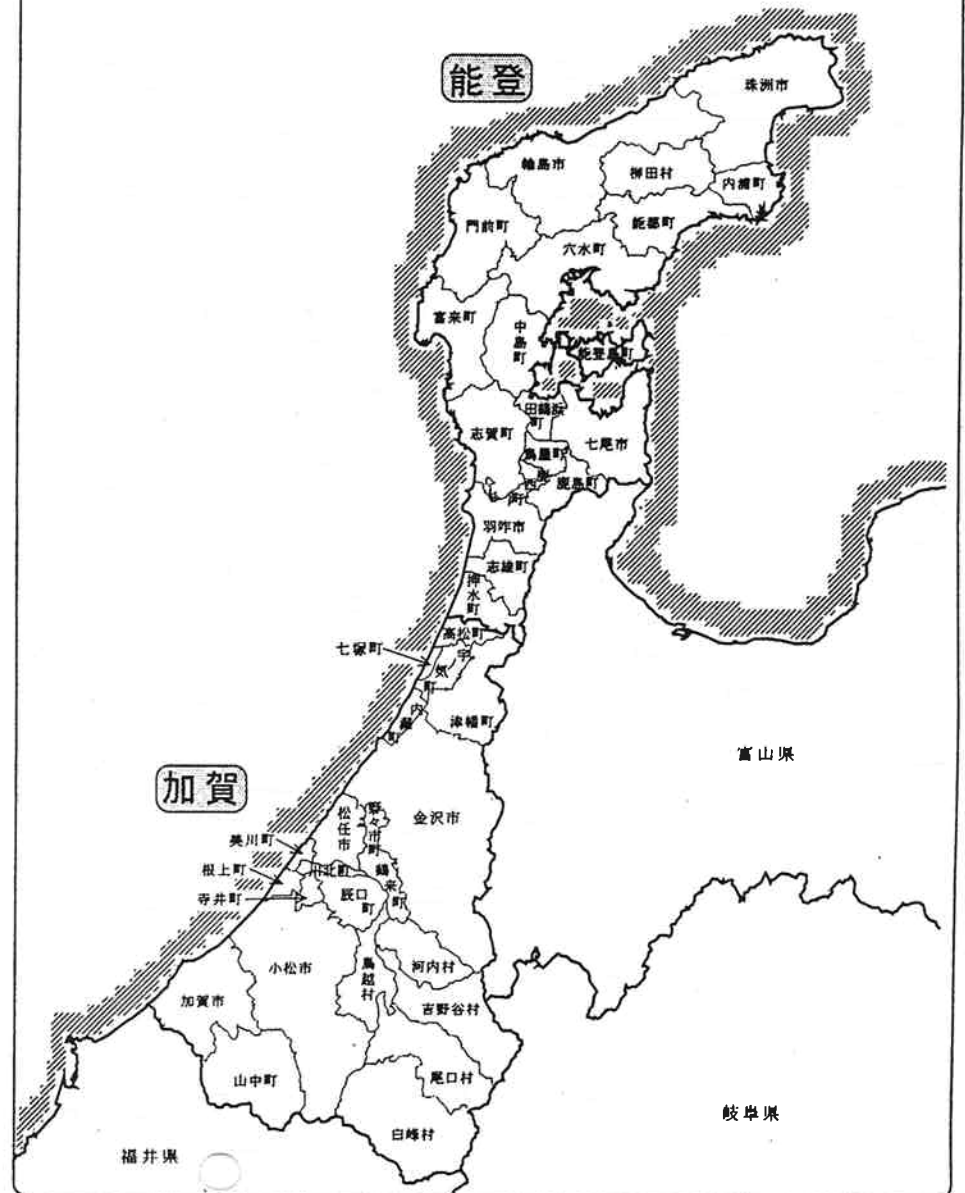 能登
珠洲市
輪島市
柳田村
内浦町
門前町
能都町
穴水町
富来町
中島町
能登島町
田鶴浜町
志賀町
七尾市
鳥屋町
鹿島町
鹿西町
羽咋市
志雄町
押水町
高松町
七塚町
宇ノ気町
内灘町
津幡町
富山県
加賀
松任市
野々市町
金沢市
美川町
川北町
鶴来町
根上町
辰口町
寺井町
小松市
鳥越村
河内村
加賀市
吉野谷村
山中町
尾口村
白峰村
岐阜県
福井県